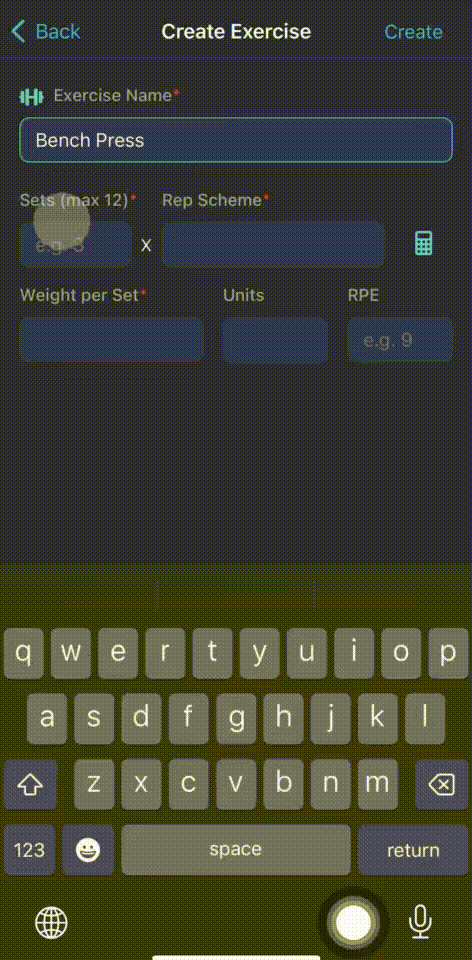 Back Create Exercise Create
Exercise Name*
Bench Press
Sets (max 12)* Rep Scheme*
e.g. 3 X
Weight per Set* Units RPE
e.g. 9
q w e r t y u i o p
a s d f g h j k l
z x c v b n m
123 space return